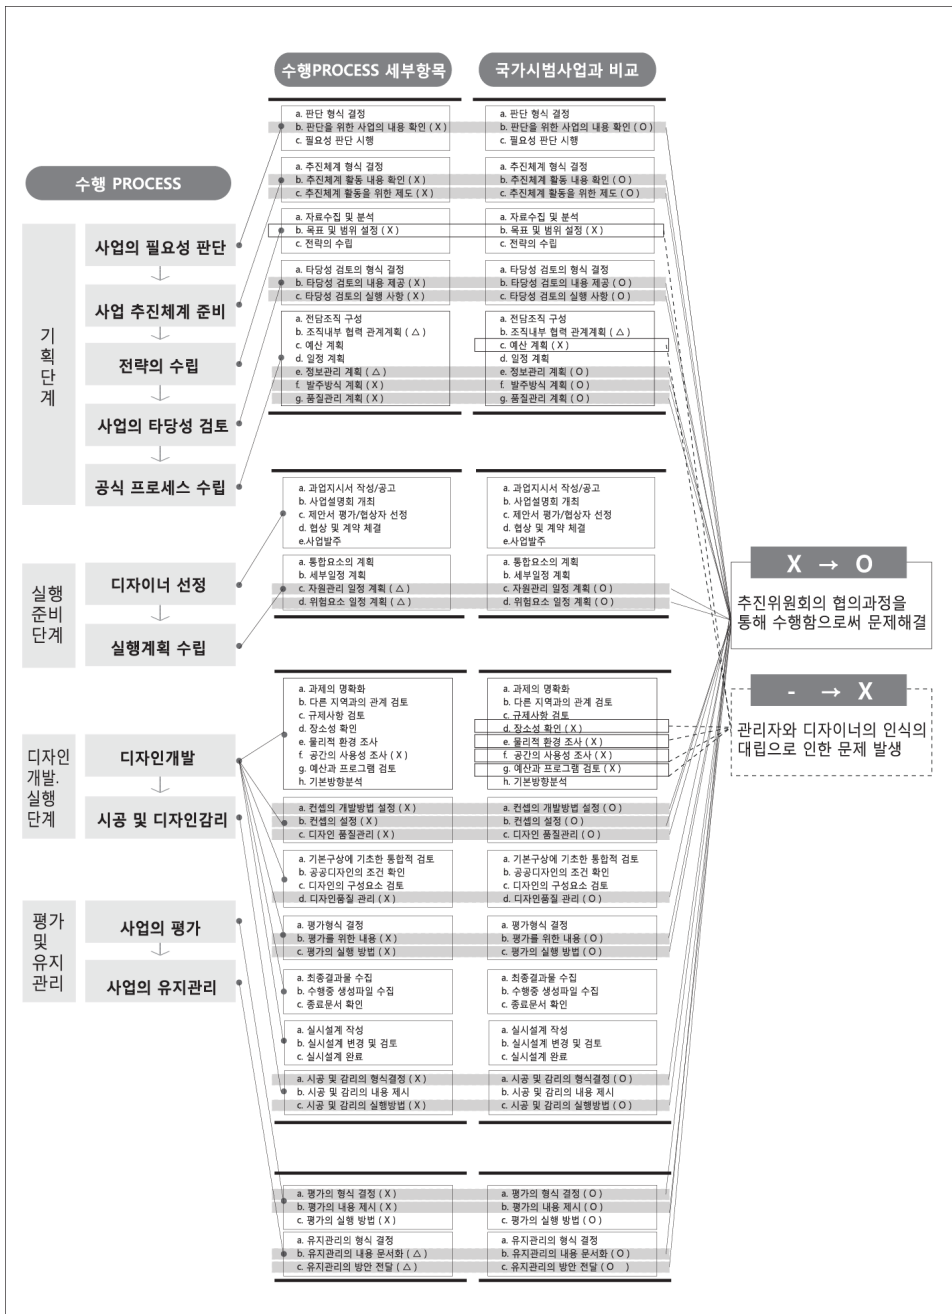 수행PROCESS 세부항목
국가시범사업과 비교
수행 PROCESS
기획단계
사업의 필요성 판단
사업 추진체계 준비
전략의 수립
사업의 타당성 검토
공식 프로세스 수립
실행
준비
단계
디자이너 선정
실행계획 수립
디자인
개발.
실행
단계
디자인개발
시공 및 디자인감리
평가
및
유지
관리
사업의 평가
사업의 유지관리
a. 판단 형식 결정
b. 판단을 위한 사업의 내용 확인 ( X )
c. 필요성 판단 시행
a. 추진체계 형식 결정
b. 추진체계 활동 내용 확인 ( X )
c. 추진체계 활동을 위한 제도 ( X )
a. 자료수집 및 분석
b. 목표 및 범위 설정 ( X )
c. 전략의 수립
a. 타당성 검토의 형식 결정
b. 타당성 검토의 내용 제공 ( X )
c. 타당성 검토의 실행 사항 ( X )
a. 전담조직 구성
b. 조직내부 협력 관계계획 ( △ )
c. 예산 계획
d. 일정 계획
e. 정보관리 계획 ( △ )
f. 발주방식 계획 ( X )
g. 품질관리 계획 ( X )
a. 과업지시서 작성/공고
b. 사업설명회 개최
c. 제안서 평가/협상자 선정
d. 협상 및 계약 체결
e.사업발주
a. 통합요소의 계획
b. 세부일정 계획
c. 자원관리 일정 계획 ( △ )
d. 위험요소 일정 계획 ( △ )
a. 과제의 명확화
b. 다른 지역과의 관계 검토
c. 규제사항 검토
d. 장소성 확인
e. 물리적 환경 조사
f. 공간의 사용성 조사 ( X )
g. 예산과 프로그램 검토
h. 기본방향분석
a. 컨셉의 개발방법 설정 ( X )
b. 컨셉의 설정 ( X )
c. 디자인 품질관리 ( X )
a. 기본구상에 기초한 통합적 검토
b. 공공디자인의 조건 확인
c. 디자인의 구성요소 검토
d. 디자인품질 관리 ( X )
a. 평가형식 결정
b. 평가를 위한 내용 ( X )
c. 평가의 실행 방법 ( X )
a. 최종결과물 수집
b. 수행중 생성파일 수집
c. 종료문서 확인
a. 실시설계 작성
b. 실시설계 변경 및 검토
c. 실시설계 완료
a. 시공 및 감리의 형식결정 ( X )
b. 시공 및 감리의 내용 제시
c. 시공 및 감리의 실행방법 ( X )
a. 평가의 형식 결정 ( X )
b. 평가의 내용 제시 ( X )
c. 평가의 실행 방법 ( X )
a. 유지관리의 형식 결정
b. 유지관리의 내용 문서화 ( △ )
c. 유지관리의 방안 전달 ( △ )
a. 판단 형식 결정
b. 판단을 위한 사업의 내용 확인 ( O )
c. 필요성 판단 시행
a. 추진체계 형식 결정
b. 추진체계 활동 내용 확인 ( O )
c. 추진체계 활동을 위한 제도 ( O )
a. 자료수집 및 분석
b. 목표 및 범위 설정 ( X )
c. 전략의 수립
a. 타당성 검토의 형식 결정
b. 타당성 검토의 내용 제공 ( O )
c. 타당성 검토의 실행 사항 ( O )
a. 전담조직 구성
b. 조직내부 협력 관계계획 ( △ )
c. 예산 계획 ( X )
d. 일정 계획
e. 정보관리 계획 ( O )
f. 발주방식 계획 ( O )
g. 품질관리 계획 ( O )
a. 과업지시서 작성/공고
b. 사업설명회 개최
c. 제안서 평가/협상자 선정
d. 협상 및 계약 체결
e.사업발주
a. 통합요소의 계획
b. 세부일정 계획
c. 자원관리 일정 계획 ( O )
d. 위험요소 일정 계획 ( O )
a. 과제의 명확화
b. 다른 지역과의 관계 검토
c. 규제사항 검토
d. 장소성 확인 ( X )
e. 물리적 환경 조사 ( X )
f. 공간의 사용성 조사 ( X )
g. 예산과 프로그램 검토 ( X )
h. 기본방향분석
a. 컨셉의 개발방법 설정 ( O )
b. 컨셉의 설정 ( O )
c. 디자인 품질관리 ( O )
a. 기본구상에 기초한 통합적 검토
b. 공공디자인의 조건 확인
c. 디자인의 구성요소 검토
d. 디자인품질 관리 ( O )
a. 평가형식 결정
b. 평가를 위한 내용 ( O )
c. 평가의 실행 방법 ( O )
a. 최종결과물 수집
b. 수행중 생성파일 수집
c. 종료문서 확인
a. 실시설계 작성
b. 실시설계 변경 및 검토
c. 실시설계 완료
a. 시공 및 감리의 형식결정 ( O )
b. 시공 및 감리의 내용 제시
c. 시공 및 감리의 실행방법 ( O )
a. 평가의 형식 결정 ( O )
b. 평가의 내용 제시 ( O )
c. 평가의 실행 방법 ( O )
a. 유지관리의 형식 결정
b. 유지관리의 내용 문서화 ( O )
c. 유지관리의 방안 전달 ( O )
X → O
추진위원회의 협의과정을
통해 수행함으로써 문제해결
- → X
관리자와 디자이너의 인식의
대립으로 인한 문제 발생